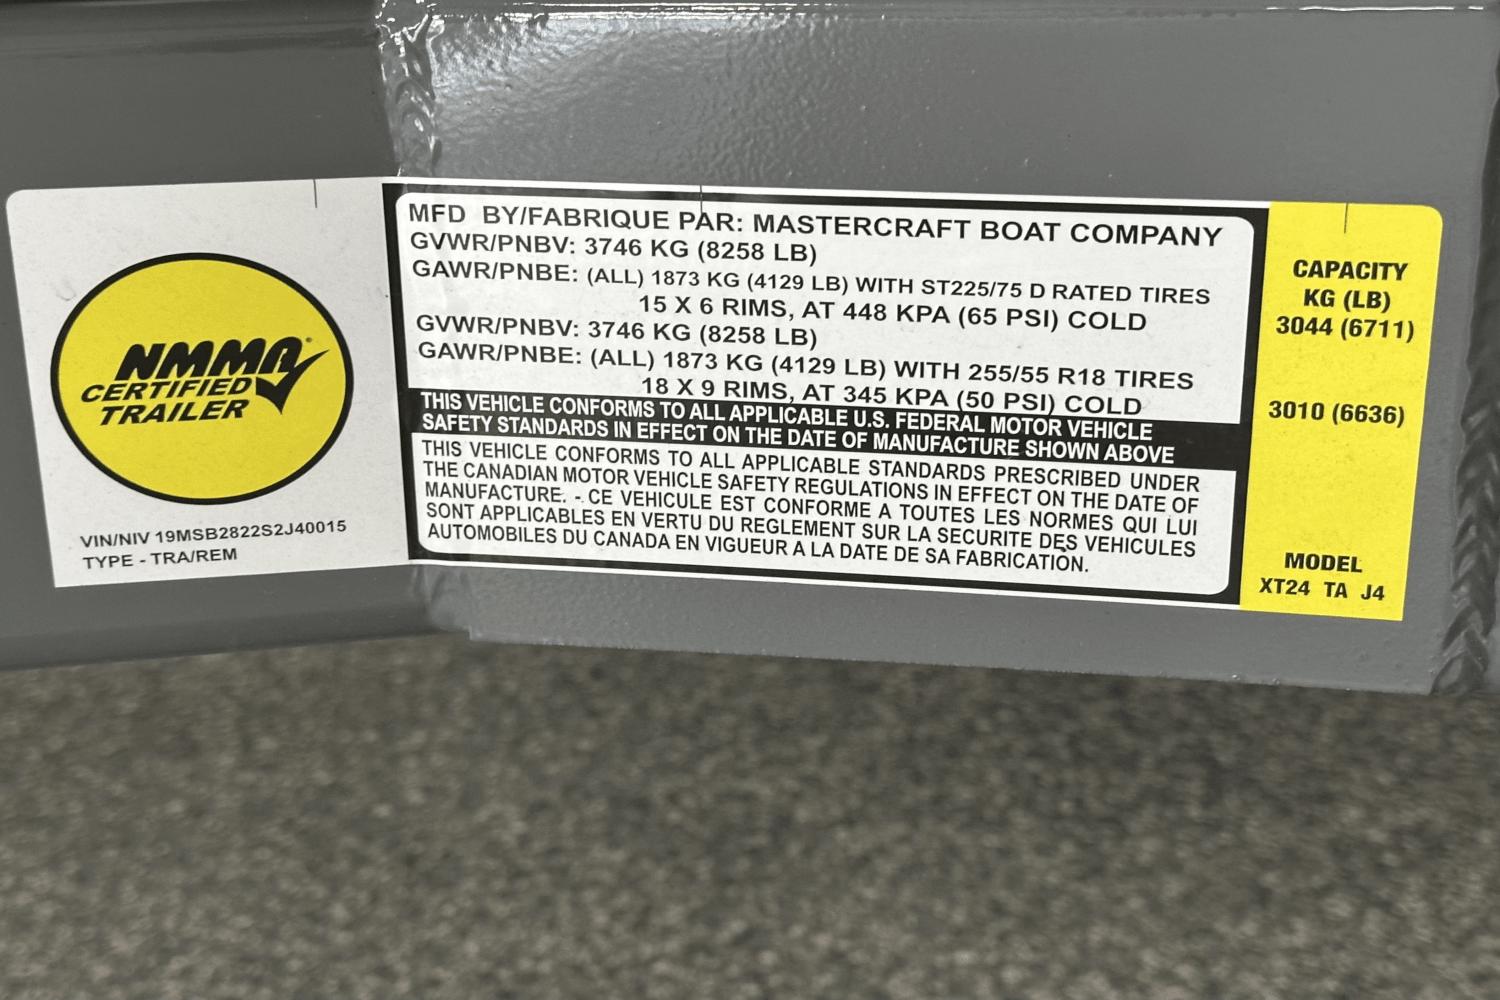 NMMA
CERTIFIED
TRAILER
VIN/NIV 19MSB2822S2J40015
TYPE - TRA/REM
MFD BY/FABRIQUE PAR: MASTERCRAFT BOAT COMPANY
GVWR/PNBV: 3746 KG (8258 LB)
GAWR/PNBE: (ALL) 1873 KG (4129 LB) WITH ST225/75 D RATED TIRES
15 X 6 RIMS, AT 448 KPA (65 PSI) COLD
GVWR/PNBV: 3746 KG (8258 LB)
GAWR/PNBE: (ALL) 1873 KG (4129 LB) WITH 255/55 R18 TIRES
18 X 9 RIMS, AT 345 KPA (50 PSI) COLD
THIS VEHICLE CONFORMS TO ALL APPLICABLE U.S. FEDERAL MOTOR VEHICLE
SAFETY STANDARDS IN EFFECT ON THE DATE OF MANUFACTURE SHOWN ABOVE
THIS VEHICLE CONFORMS TO ALL APPLICABLE STANDARDS PRESCRIBED UNDER
THE CANADIAN MOTOR VEHICLE SAFETY REGULATIONS IN EFFECT ON THE DATE OF
MANUFACTURE. - CE VEHICULE EST CONFORME A TOUTES LES NORMES QUI LUI
SONT APPLICABLES EN VERTU DU REGLEMENT SUR LA SECURITE DES VEHICULES
AUTOMOBILES DU CANADA EN VIGUEUR A LA DATE DE SA FABRICATION.
CAPACITY
KG (LB)
3044 (6711)
3010 (6636)
MODEL
XT24 TA J4